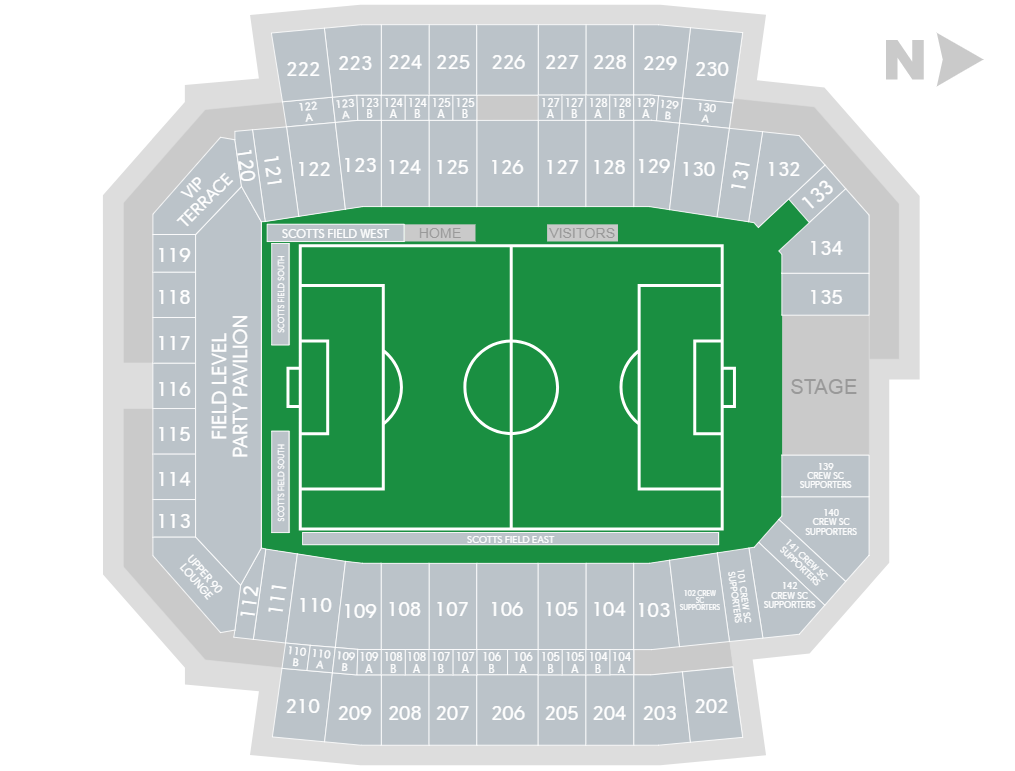 N
222
223
224
225
226
227
228
229
230
122
A
123
A
123
B
124
A
124
B
125
A
125
B
127
A
127
B
128
A
128
B
129
A
129
B
130
A
120
121
122
123
124
125
126
127
128
129
130
131
132
133
134
135
VIP
TERRACE
119
118
117
116
115
114
113
UPPER 90
LOUNGE
FIELD LEVEL
PARTY PAVILION
SCOTTS FIELD WEST
HOME
VISITORS
SCOTTS FIELD SOUTH
SCOTTS FIELD SOUTH
SCOTTS FIELD EAST
STAGE
139
CREW SC
SUPPORTERS
140
CREW SC
SUPPORTERS
141 CREW SC
SUPPORTERS
142
CREW SC
SUPPORTERS
101 CREW SC
SUPPORTERS
102 CREW
SC
SUPPORTERS
112
111
110
109
108
107
106
105
104
103
110
B
110
A
109
B
109
A
108
B
108
A
107
B
107
A
106
B
106
A
105
B
105
A
104
B
104
A
210
209
208
207
206
205
204
203
202